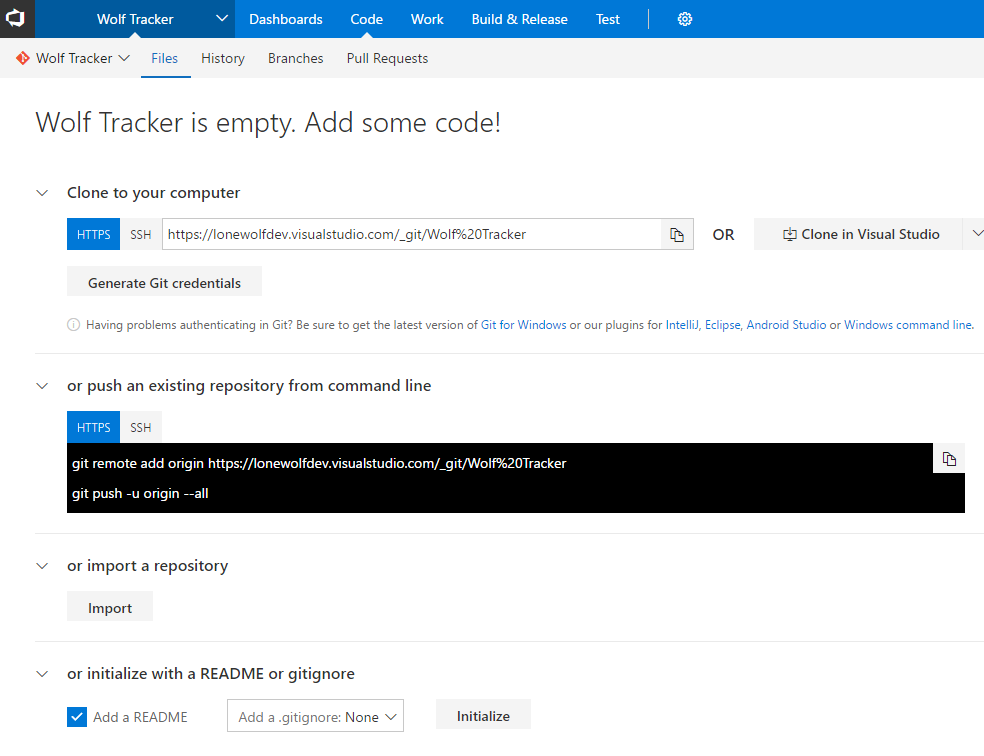 Wolf Tracker Dashboards Code Work Build & Release Test
Wolf Tracker Files History Branches Pull Requests
Wolf Tracker is empty. Add some code!
Clone to your computer
HTTPS SSH https://lonewolfdev.visualstudio.com/_git/Wolf%20Tracker OR Clone in Visual Studio
Generate Git credentials
Having problems authenticating in Git? Be sure to get the latest version of Git for Windows or our plugins for IntelliJ, Eclipse, Android Studio or Windows command line.
or push an existing repository from command line
HTTPS SSH
git remote add origin https://lonewolfdev.visualstudio.com/_git/Wolf%20Tracker
git push -u origin --all
or import a repository
Import
or initialize with a README or gitignore
Add a README Add a .gitignore: None Initialize